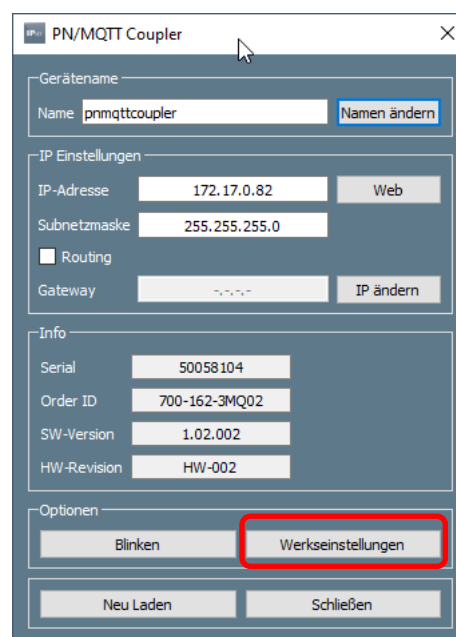 PN/MQTT Coupler
Gerätename
Name pnmqttcoupler Namen ändern
IP Einstellungen
IP-Adresse 172.17.0.82 Web
Subnetzmaske 255.255.255.0
Routing
Gateway -.-.-.- IP ändern
Info
Serial 50058104
Order ID 700-162-3MQ02
SW-Version 1.02.002
HW-Revision HW-002
Optionen
Blinken Werkseinstellungen
Neu Laden Schließen